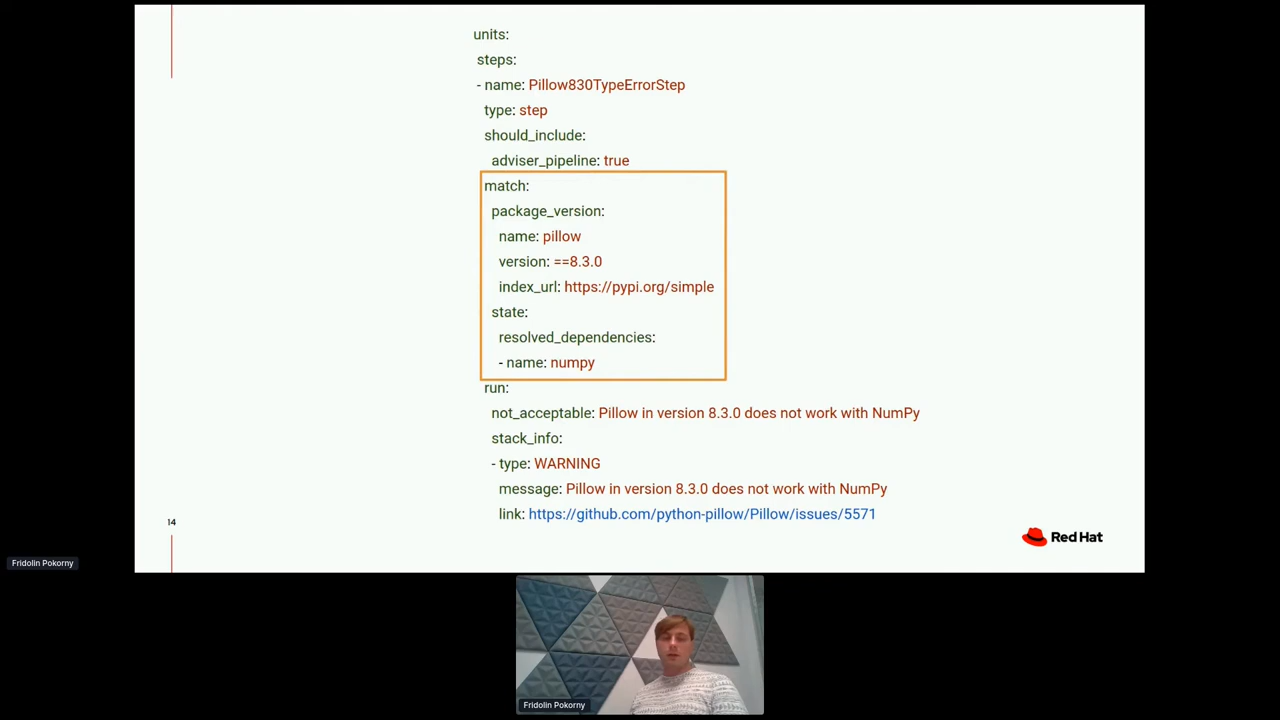 units:
steps:
- name: Pillow830TypeErrorStep
type: step
should_include:
adviser_pipeline: true
match:
package_version:
name: pillow
version: ==8.3.0
index_url: https://pypi.org/simple
state:
resolved_dependencies:
- name: numpy
run:
not_acceptable: Pillow in version 8.3.0 does not work with NumPy
stack_info:
- type: WARNING
message: Pillow in version 8.3.0 does not work with NumPy
link: https://github.com/python-pillow/Pillow/issues/5571
14
Red Hat
Fridolin Pokorny
Fridolin Pokorny